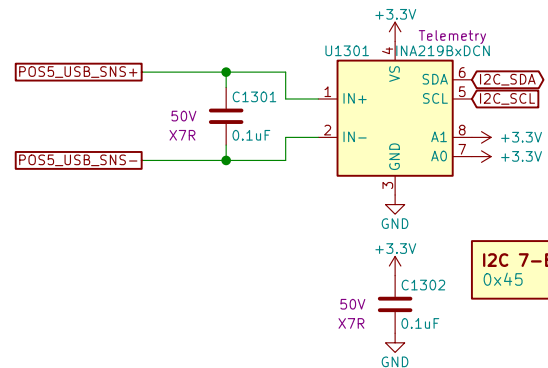 +3.3V
Telemetry
U1301
INA219BxDCN
POS5_USB_SNS+
C1301
50V
X7R
0.1uF
POS5_USB_SNS-
1
IN+
2
IN-
4
VS
SDA
6
I2C_SDA
SCL
5
I2C_SCL
A1
8
+3.3V
A0
7
+3.3V
GND
3
GND
+3.3V
C1302
50V
X7R
0.1uF
GND
I2C 7-
0x45